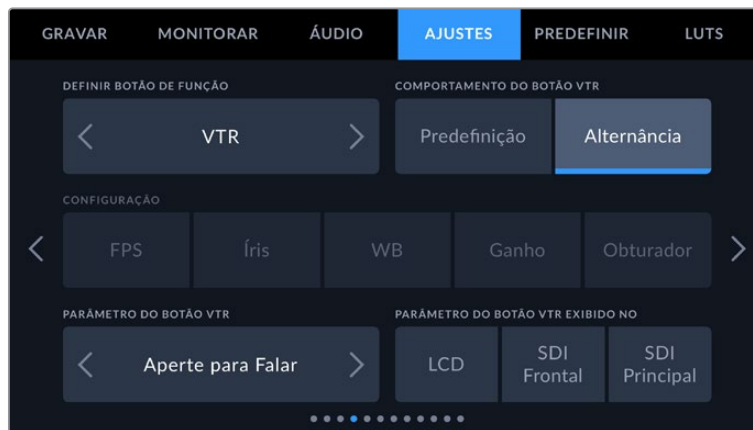 GRAVAR MONITORAR ÁUDIO AJUSTES PREDEFINIR LUTS
DEFINIR BOTÃO DE FUNÇÃO COMPORTAMENTO DO BOTÃO VTR
VTR Predefinição Alternância
CONFIGURAÇÃO
FPS Íris WB Ganho Obturador
PARÂMETRO DO BOTÃO VTR PARÂMETRO DO BOTÃO VTR EXIBIDO NO
Aperte para Falar LCD SDI Frontal SDI Principal